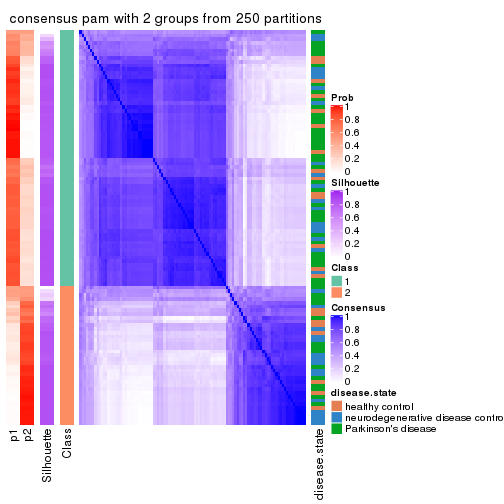 consensus pam with 2 groups from 250 partitions
Prob
1
0.8
0.6
0.4
0.2
0
Silhouette
1
0.8
0.6
0.4
0.2
0
Class
1
2
Consensus
1
0.8
0.6
0.4
0.2
0
disease.state
healthy control
neurodegenerative disease contro
Parkinson's disease
p1
p2
Silhouette
Class
disease.state